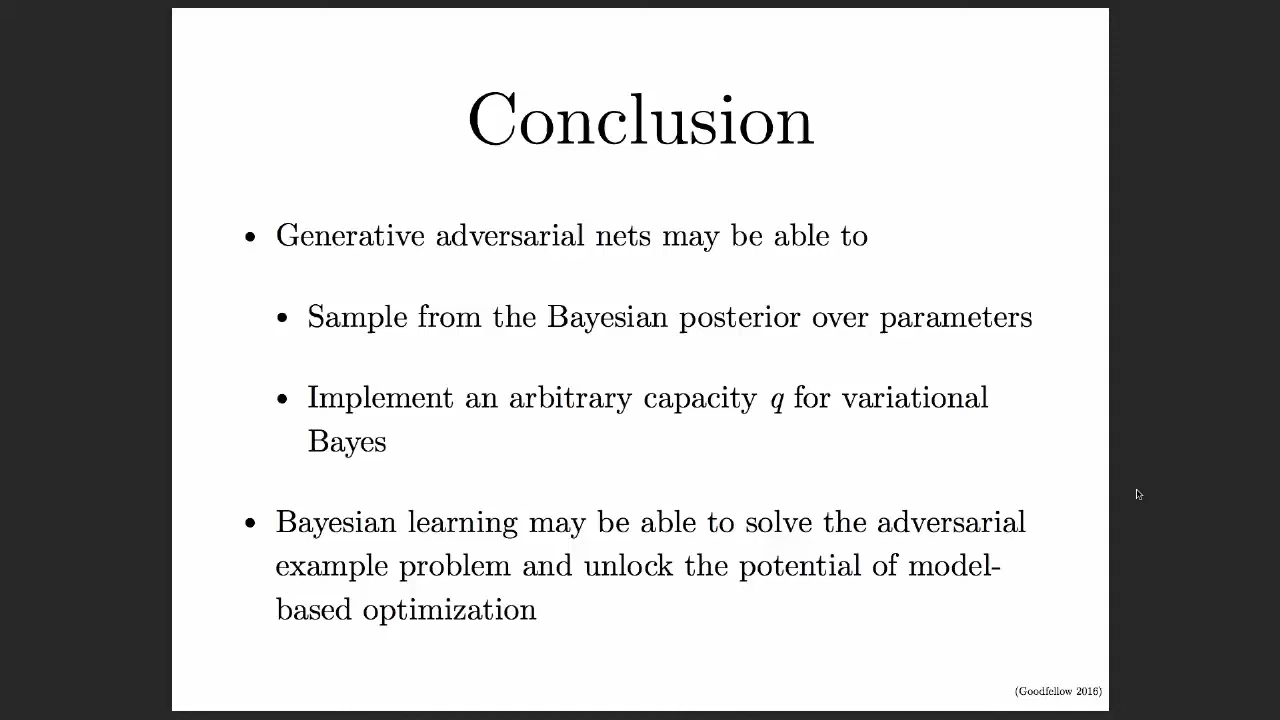 Conclusion
• Generative adversarial nets may be able to
• Sample from the Bayesian posterior over parameters
• Implement an arbitrary capacity q for variational
Bayes
• Bayesian learning may be able to solve the adversarial
example problem and unlock the potential of model-
based optimization
(Goodfellow 2016)